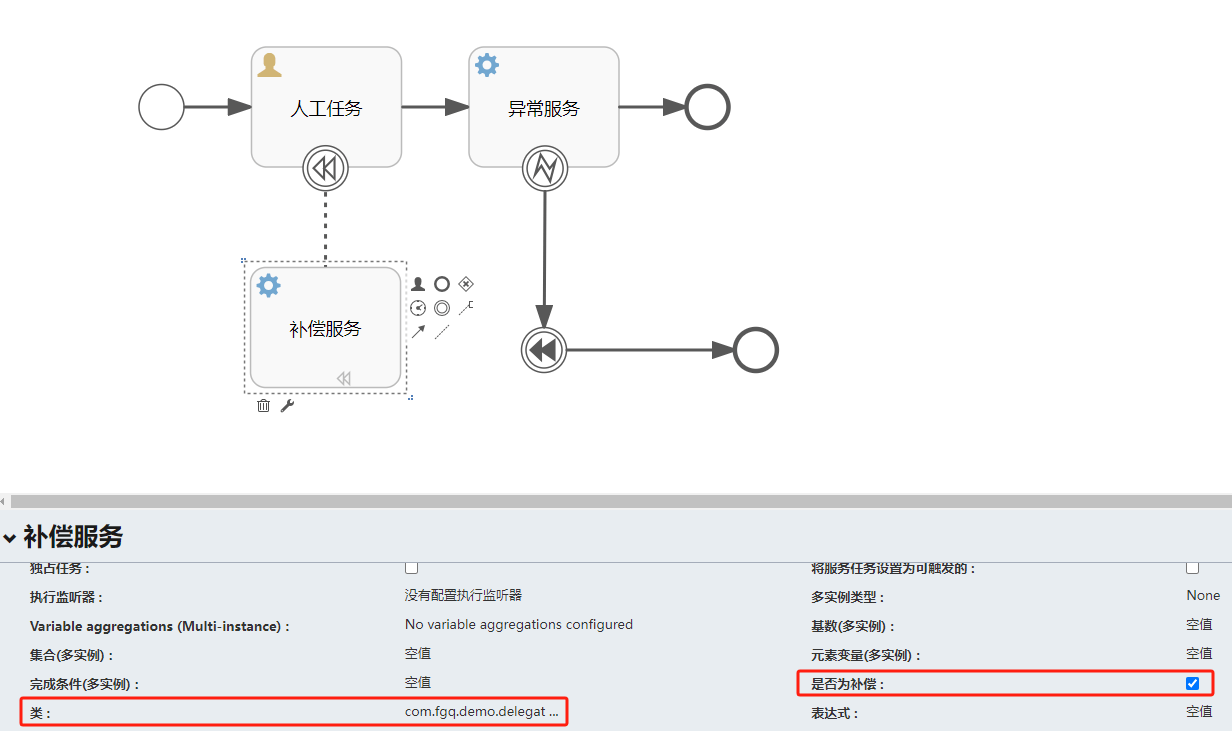 人工任务
异常服务
补偿服务
补偿服务
独占任务 :
将服务任务设置为可触发的 :
执行监听器 :
没有配置执行监听器
多实例类型 :
None
Variable aggregations (Multi-instance) :
No variable aggregations configured
基数(多实例) :
空值
集合(多实例) :
空值
元素变量(多实例) :
空值
完成条件(多实例) :
空值
是否为补偿 :
类 :
com.fgq.demo.delegat ...
表达式 :
空值